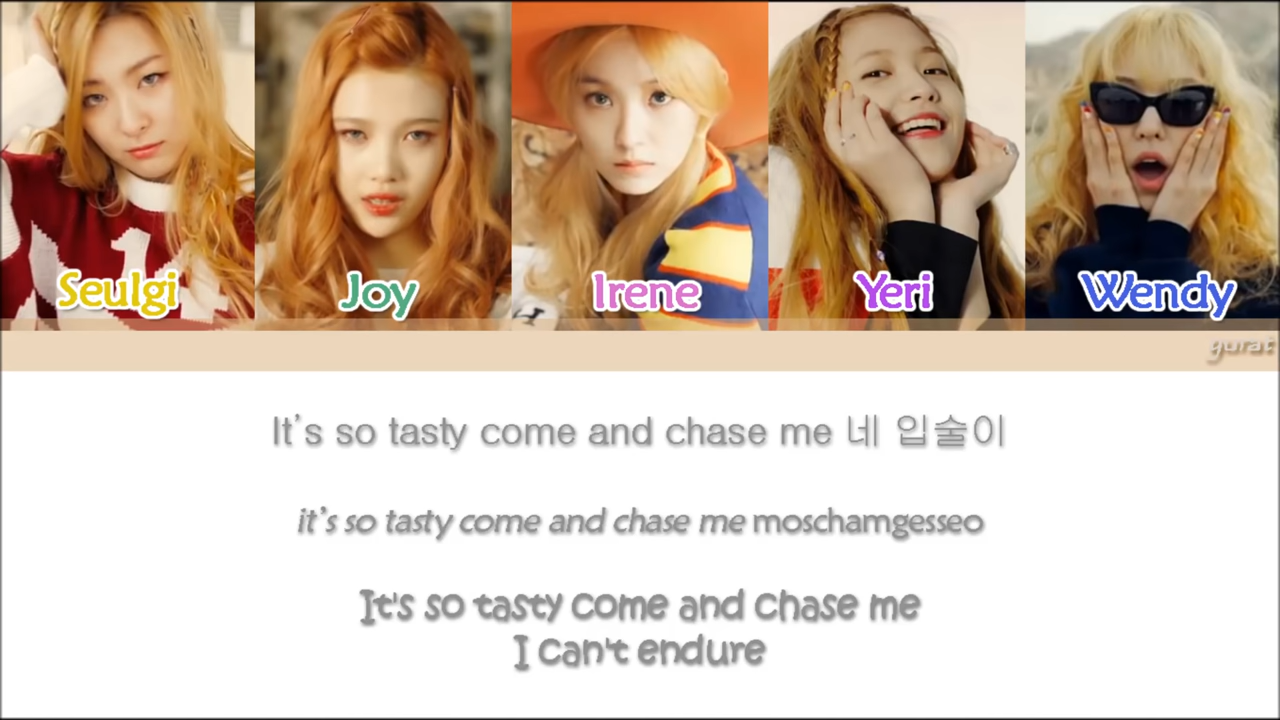 Seulgi
Joy
Irene
Yeri
Wendy
gurat
It's so tasty come and chase me 네 입술이
it's so tasty come and chase me moschamgesseo
It's so tasty come and chase me
I can't endure